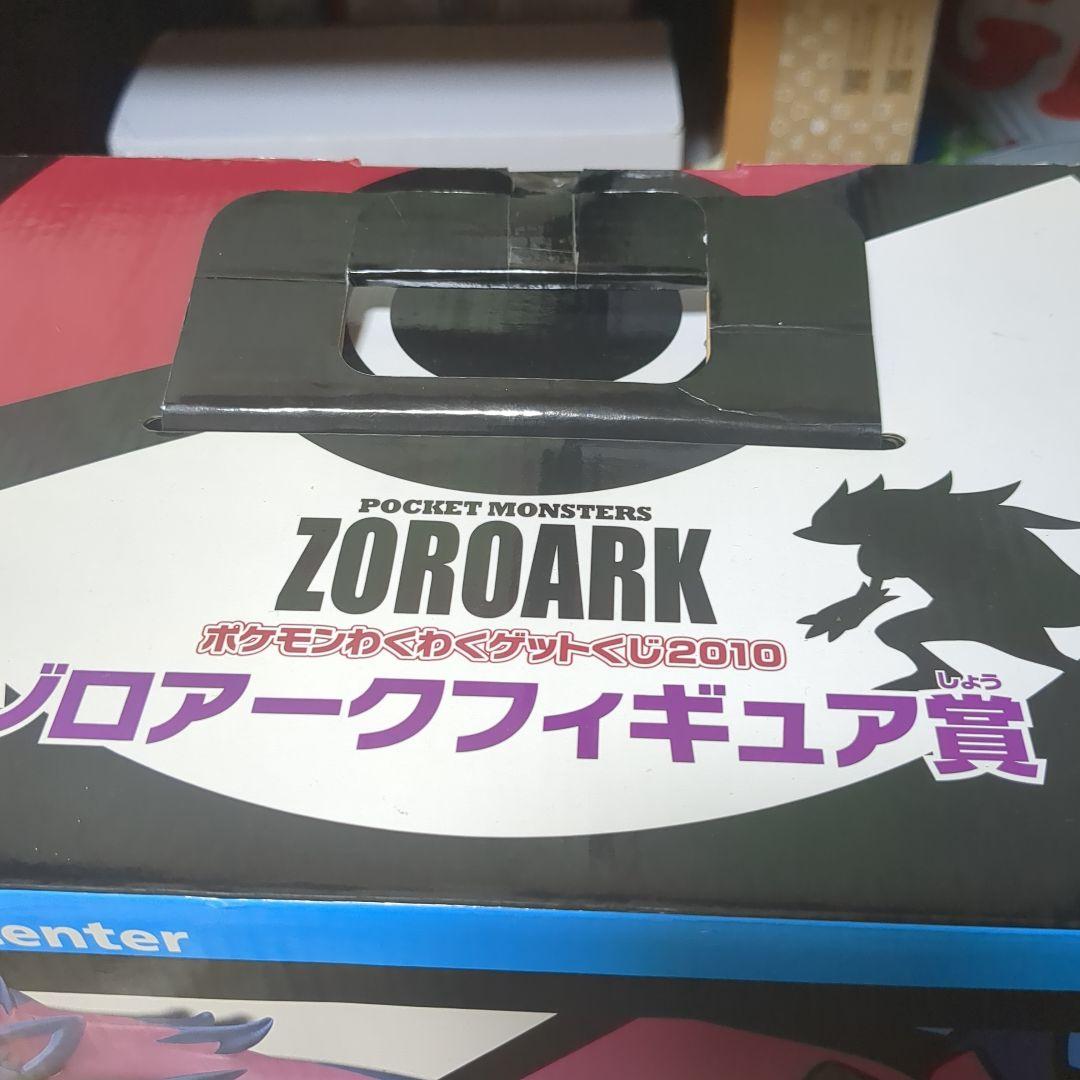 POCKET MONSTERS
ZOROARK
ポケモンわくわくゲットくじ2010
しょう
ゾロアークフィギュア賞
enter